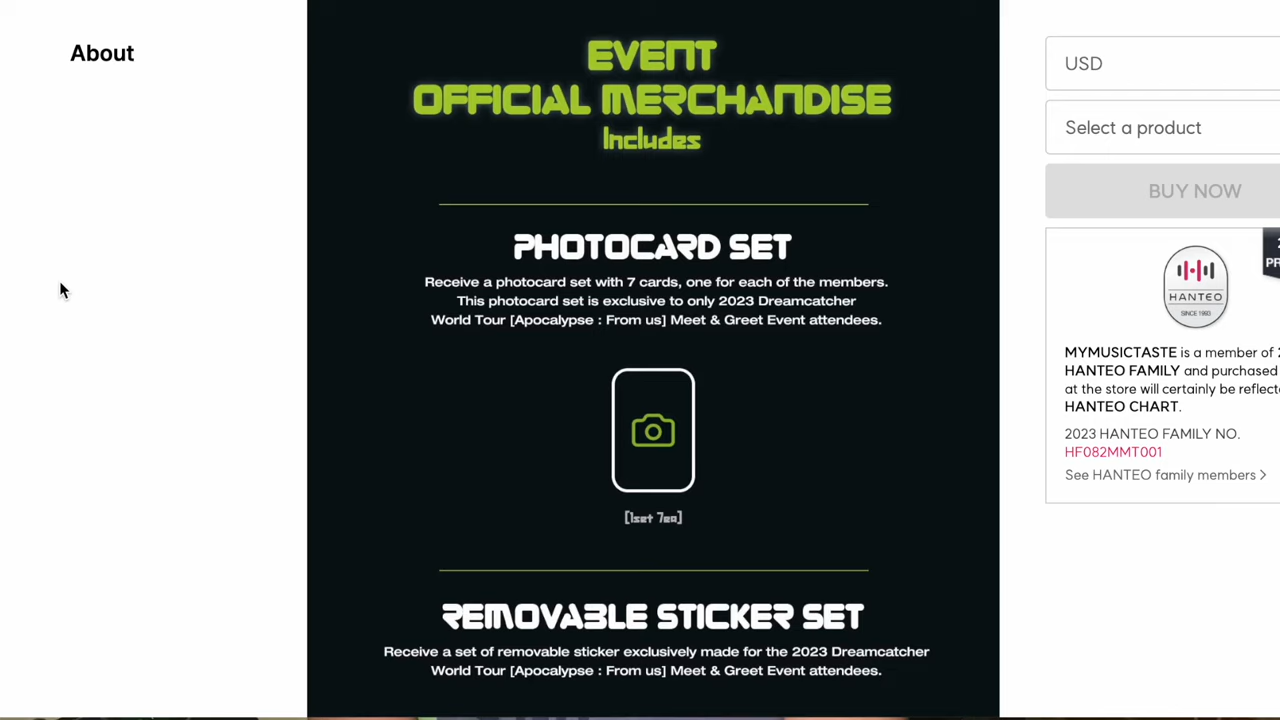 About
EVENT
OFFICIAL MERCHANDISE
Includes
PHOTOCARD SET
Receive a photocard set with 7 cards, one for each of the members.
This photocard set is exclusive to only 2023 Dreamcatcher
World Tour [Apocalypse : From us] Meet & Greet Event attendees.
[1set 7ea]
REMOVABLE STICKER SET
Receive a set of removable sticker exclusively made for the 2023 Dreamcatcher
World Tour [Apocalypse : From us] Meet & Greet Event attendees.
USD
Select a product
BUY NOW
HANTEO
SINCE 1993
MYMUSICTASTE is a member of
HANTEO FAMILY and purchased
at the store will certainly be
HANTEO CHART.
2023 HANTEO FAMILY NO.
HF082MMT001
See HANTEO family members >